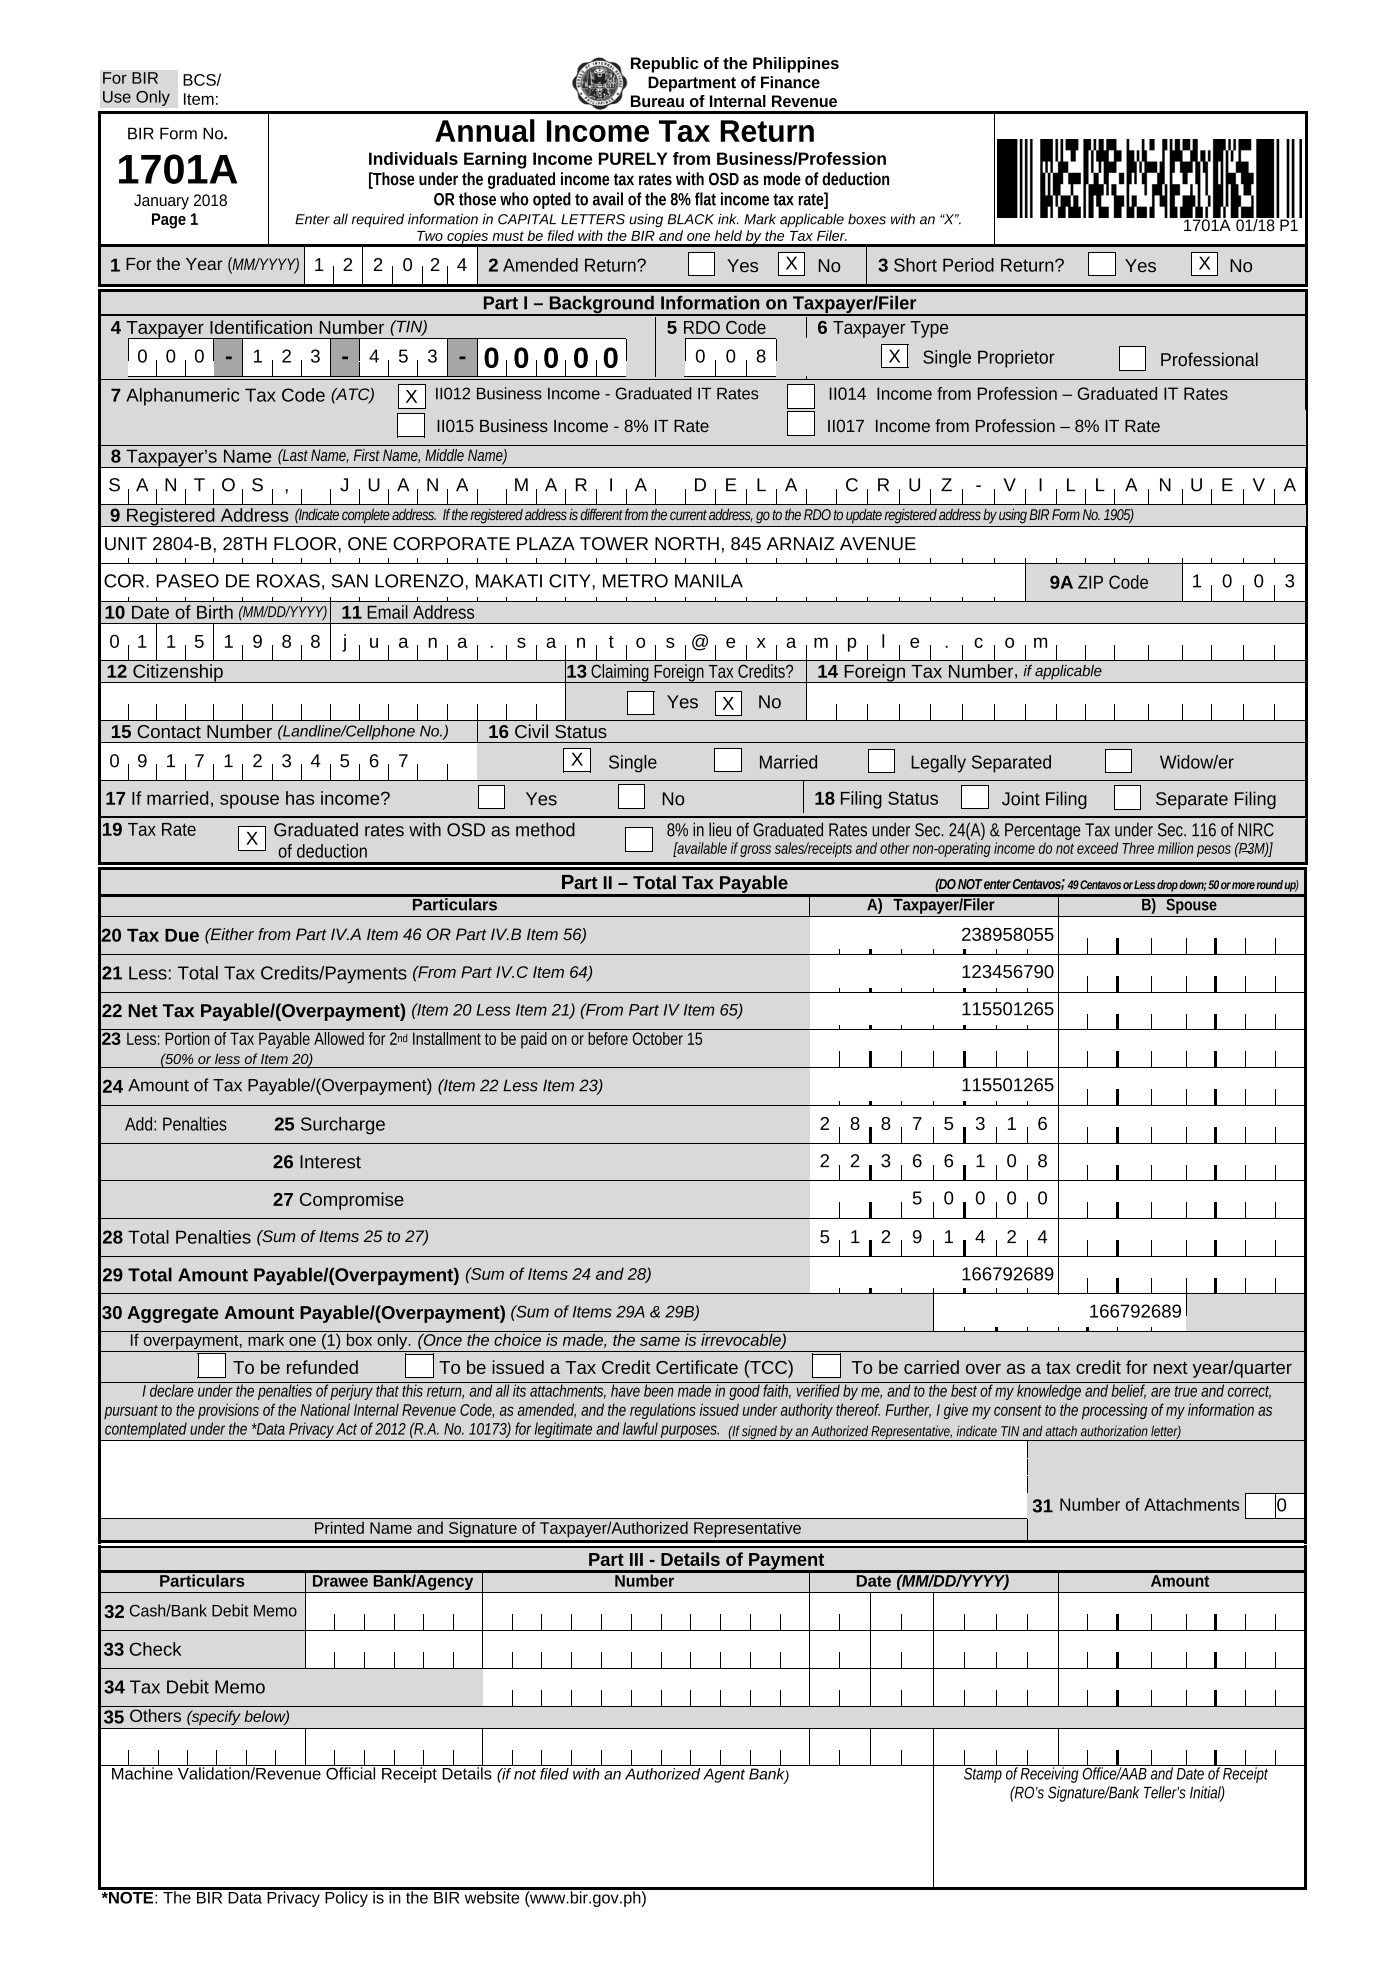 For BIR
Use Only
BCS/
Item:
Republic of the Philippines
Department of Finance
Bureau of Internal Revenue
BIR Form No.
1701A
January 2018
Page 1
Annual Income Tax Return
Individuals Earning Income PURELY from Business/Profession
[Those under the graduated income tax rates with OSD as mode of deduction
OR those who opted to avail of the 8% flat income tax rate]
Enter all required information in CAPITAL LETTERS using BLACK ink. Mark applicable boxes with an “X”.
Two copies must be filed with the BIR and one held by the Tax Filer.
1701A 01/18 P1
1 For the Year (MM/YYYY) 1 2 2 0 2 4 2 Amended Return? Yes X No 3 Short Period Return? Yes X No
Part I – Background Information on Taxpayer/Filer
4 Taxpayer Identification Number (TIN) 5 RDO Code 6 Taxpayer Type
0 0 0 - 1 2 3 - 4 5 3 - 0 0 0 0 0 0 0 8 X Single Proprietor Professional
7 Alphanumeric Tax Code (ATC) X II012 Business Income - Graduated IT Rates II014 Income from Profession – Graduated IT Rates
II015 Business Income - 8% IT Rate II017 Income from Profession – 8% IT Rate
8 Taxpayer’s Name (Last Name, First Name, Middle Name)
SANTOS, JUANA MARIA DELA CRUZ-VILLANUEVA
9 Registered Address (Indicate complete address. If the registered address is different from the current address, go to the RDO to update registered address by using BIR Form No. 1905)
UNIT 2804-B, 28TH FLOOR, ONE CORPORATE PLAZA TOWER NORTH, 845 ARNAIZ AVENUE
COR. PASEO DE ROXAS, SAN LORENZO, MAKATI CITY, METRO MANILA 9A ZIP Code 1 0 0 3
10 Date of Birth (MM/DD/YYYY) 11 Email Address
0 1 1 5 1 9 8 8 juana.santos@example.com
12 Citizenship 13 Claiming Foreign Tax Credits? 14 Foreign Tax Number, if applicable
Yes X No
15 Contact Number (Landline/Cellphone No.) 16 Civil Status
0 9 1 7 1 2 3 4 5 6 7 X Single Married Legally Separated Widow/er
17 If married, spouse has income? Yes No 18 Filing Status Joint Filing Separate Filing
19 Tax Rate X Graduated rates with OSD as method 8% in lieu of Graduated Rates under Sec. 24(A) & Percentage Tax under Sec. 116 of NIRC
of deduction [available if gross sales/receipts and other non-operating income do not exceed Three million pesos (P3M)]
Part II – Total Tax Payable (DO NOT enter Centavos; 49 Centavos or Less drop down; 50 or more round up)
Particulars A) Taxpayer/Filer B) Spouse
20 Tax Due (Either from Part IV.A Item 46 OR Part IV.B Item 56) 238958055
21 Less: Total Tax Credits/Payments (From Part IV.C Item 64) 123456790
22 Net Tax Payable/(Overpayment) (Item 20 Less Item 21) (From Part IV Item 65) 115501265
23 Less: Portion of Tax Payable Allowed for 2nd Installment to be paid on or before October 15
(50% or less of Item 20)
24 Amount of Tax Payable/(Overpayment) (Item 22 Less Item 23) 115501265
Add: Penalties 25 Surcharge 2 8 8 7 5 3 1 6
26 Interest 2 2 3 6 6 1 0 8
27 Compromise 5 0 0 0 0
28 Total Penalties (Sum of Items 25 to 27) 5 1 2 9 1 4 2 4
29 Total Amount Payable/(Overpayment) (Sum of Items 24 and 28) 166792689
30 Aggregate Amount Payable/(Overpayment) (Sum of Items 29A & 29B) 166792689
If overpayment, mark one (1) box only. (Once the choice is made, the same is irrevocable)
To be refunded To be issued a Tax Credit Certificate (TCC) To be carried over as a tax credit for next year/quarter
I declare under the penalties of perjury that this return, and all its attachments, have been made in good faith, verified by me, and to the best of my knowledge and belief, are true and correct,
pursuant to the provisions of the National Internal Revenue Code, as amended, and the regulations issued under authority thereof. Further, I give my consent to the processing of my information as
contemplated under the *Data Privacy Act of 2012 (R.A. No. 10173) for legitimate and lawful purposes. (If signed by an Authorized Representative, indicate TIN and attach authorization letter)
31 Number of Attachments 0
Printed Name and Signature of Taxpayer/Authorized Representative
Part III - Details of Payment
Particulars Drawee Bank/Agency Number Date (MM/DD/YYYY) Amount
32 Cash/Bank Debit Memo
33 Check
34 Tax Debit Memo
35 Others (specify below)
Machine Validation/Revenue Official Receipt Details (if not filed with an Authorized Agent Bank) Stamp of Receiving Office/AAB and Date of Receipt
(RO’s Signature/Bank Teller’s Initial)
*NOTE: The BIR Data Privacy Policy is in the BIR website (www.bir.gov.ph)